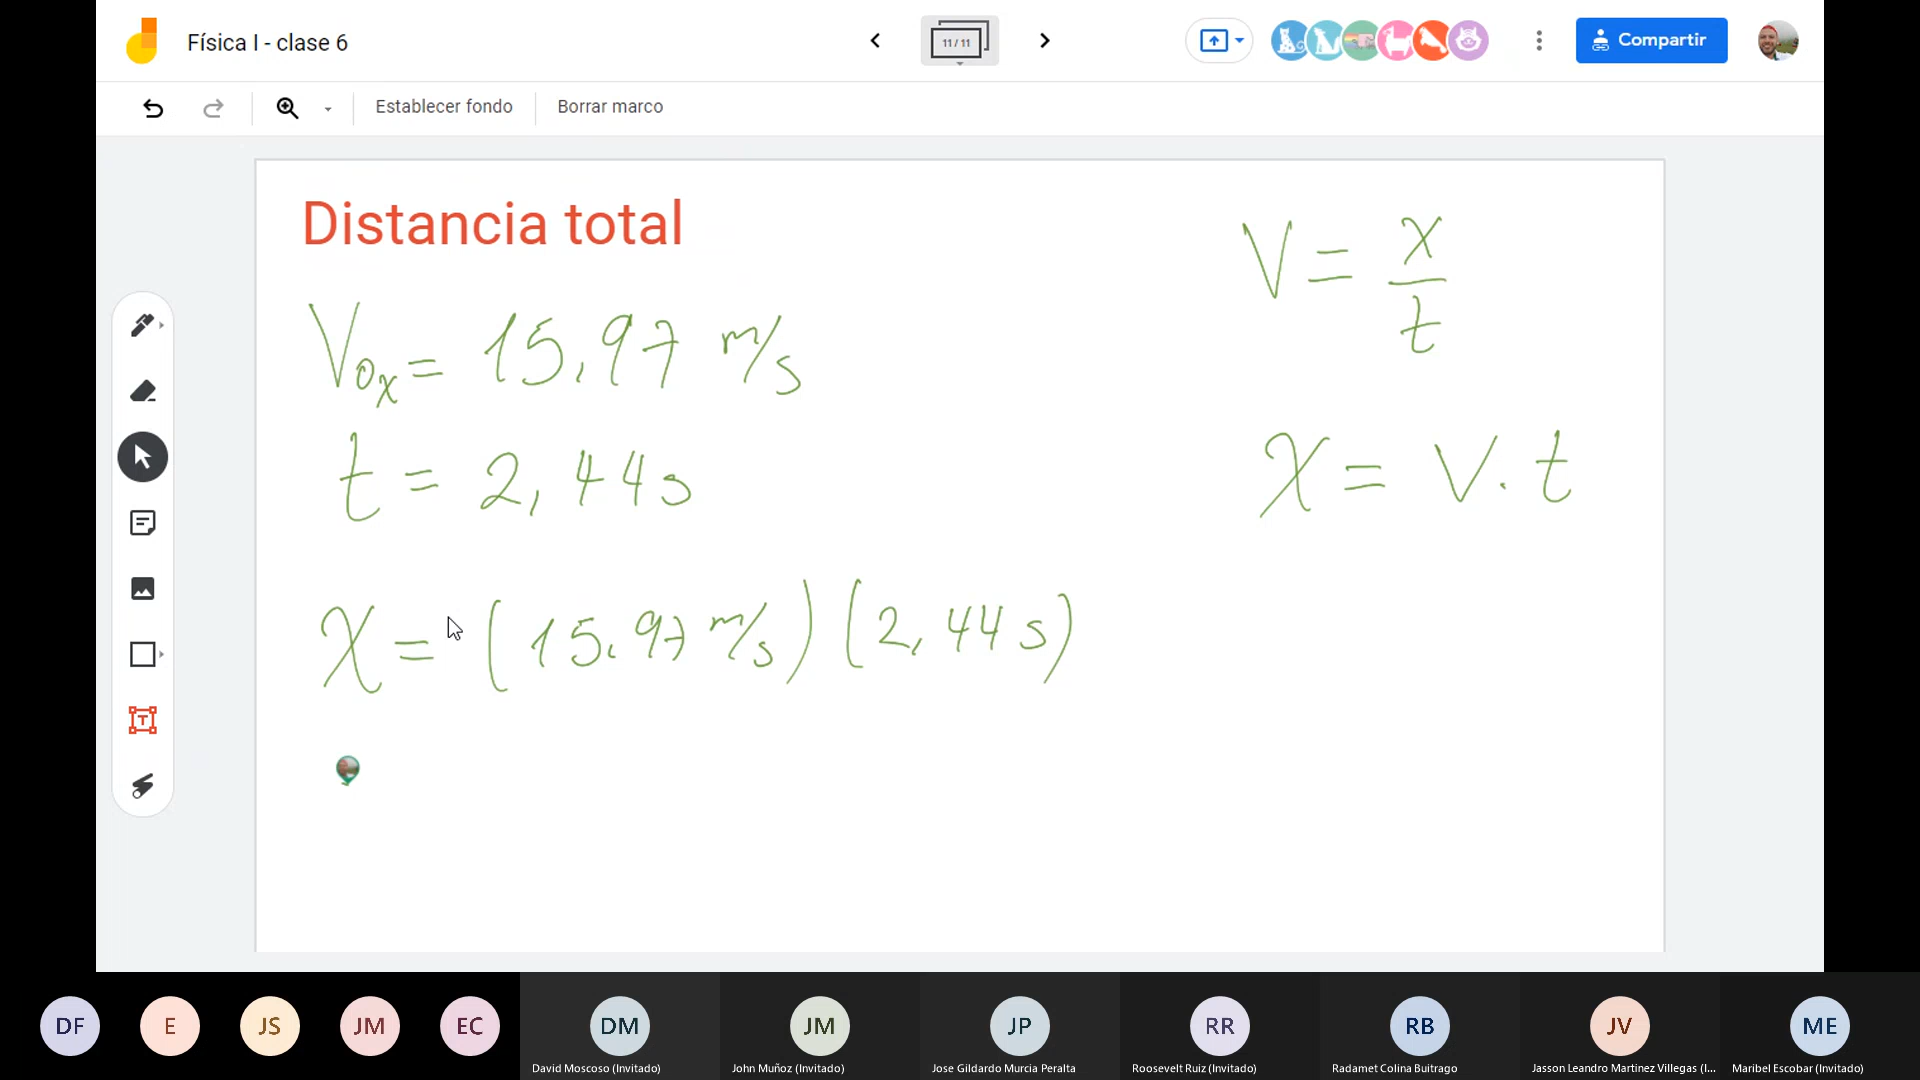 Física I - clase 6
11 / 11
Compartir
Establecer fondo
Borrar marco
Distancia total
V = x/t
V₀ₓ = 15,97 m/s
t = 2,44 s
X = V · t
X = (15,97 m/s)(2,44 s)
T
DF
E
JS
JM
EC
DM
JM
JP
RR
RB
JV
ME
David Moscoso (Invitado)
John Muñoz (Invitado)
Jose Gildardo Murcia Peralta
Roosevelt Ruiz (Invitado)
Radamet Colina Buitrago
Jasson Leandro Martinez Villegas (I...
Maribel Escobar (Invitado)